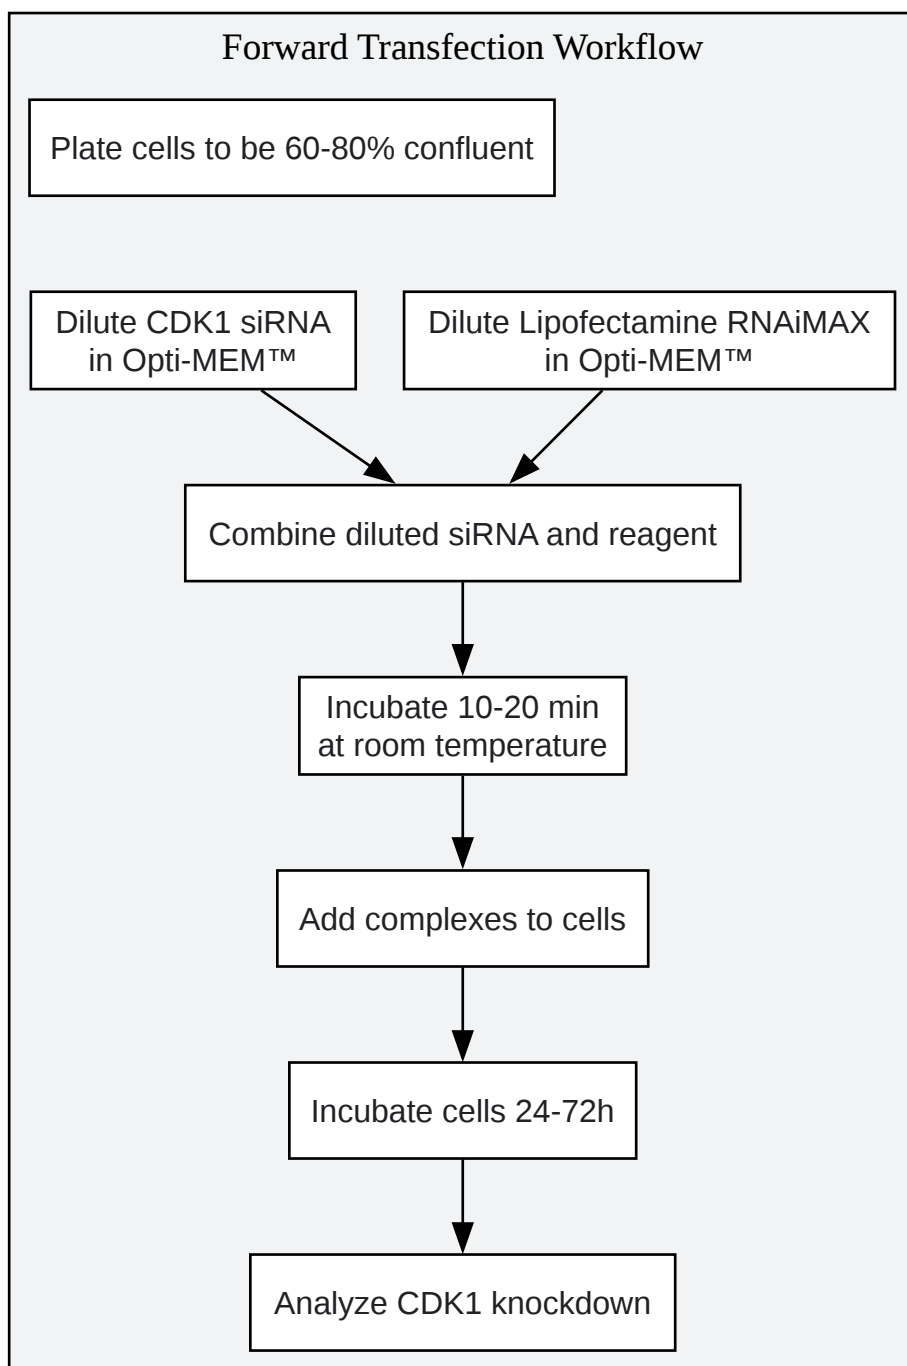 Forward Transfection Workflow
Plate cells to be 60-80% confluent
Dilute CDK1 siRNA
in Opti-MEM™
Dilute Lipofectamine RNAiMAX
in Opti-MEM™
Combine diluted siRNA and reagent
Incubate 10-20 min
at room temperature
Add complexes to cells
Incubate cells 24-72h
Analyze CDK1 knockdown